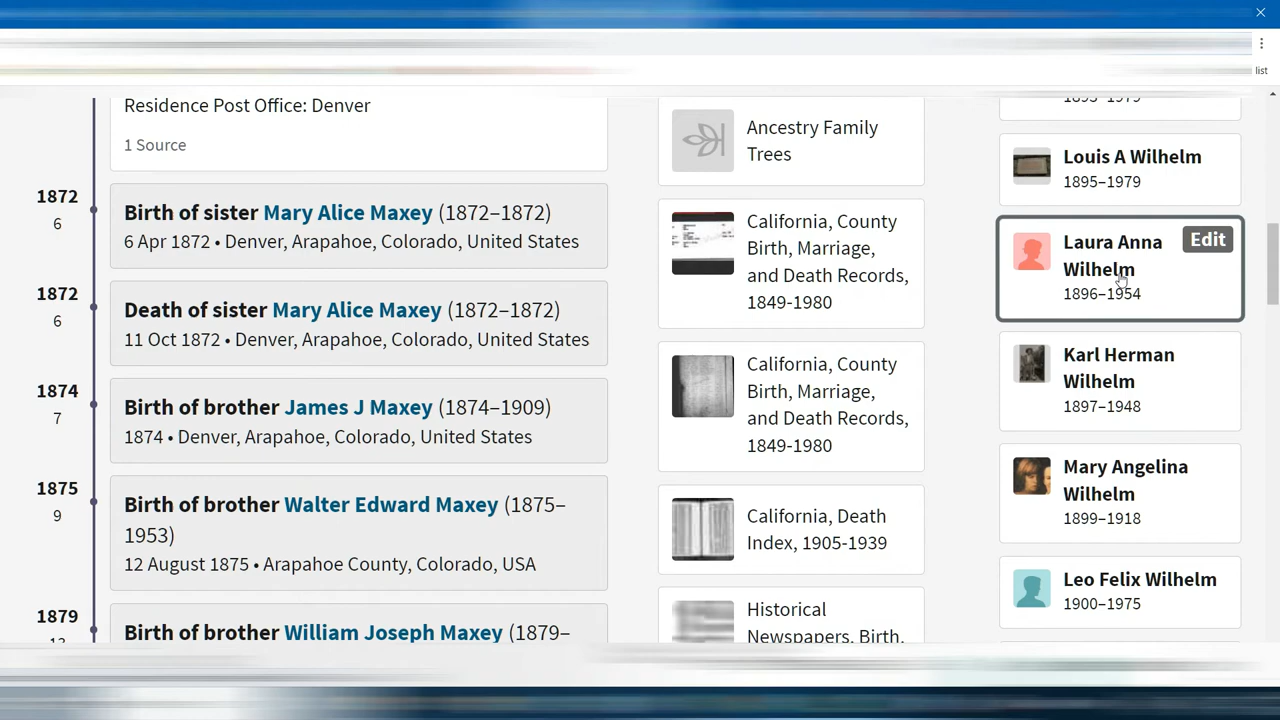 list
Residence Post Office: Denver
1 Source
1872
6
Birth of sister Mary Alice Maxey (1872–1872)
6 Apr 1872 • Denver, Arapahoe, Colorado, United States
1872
6
Death of sister Mary Alice Maxey (1872–1872)
11 Oct 1872 • Denver, Arapahoe, Colorado, United States
1874
7
Birth of brother James J Maxey (1874–1909)
1874 • Denver, Arapahoe, Colorado, United States
1875
9
Birth of brother Walter Edward Maxey (1875–
1953)
12 August 1875 • Arapahoe County, Colorado, USA
1879
Birth of brother William Joseph Maxey (1879–
Ancestry Family
Trees
California, County
Birth, Marriage,
and Death Records,
1849-1980
California, County
Birth, Marriage,
and Death Records,
1849-1980
California, Death
Index, 1905-1939
Historical
Newspapers, Birth,
Louis A Wilhelm
1895–1979
Laura Anna
Wilhelm
1896–1954
Edit
Karl Herman
Wilhelm
1897–1948
Mary Angelina
Wilhelm
1899–1918
Leo Felix Wilhelm
1900–1975